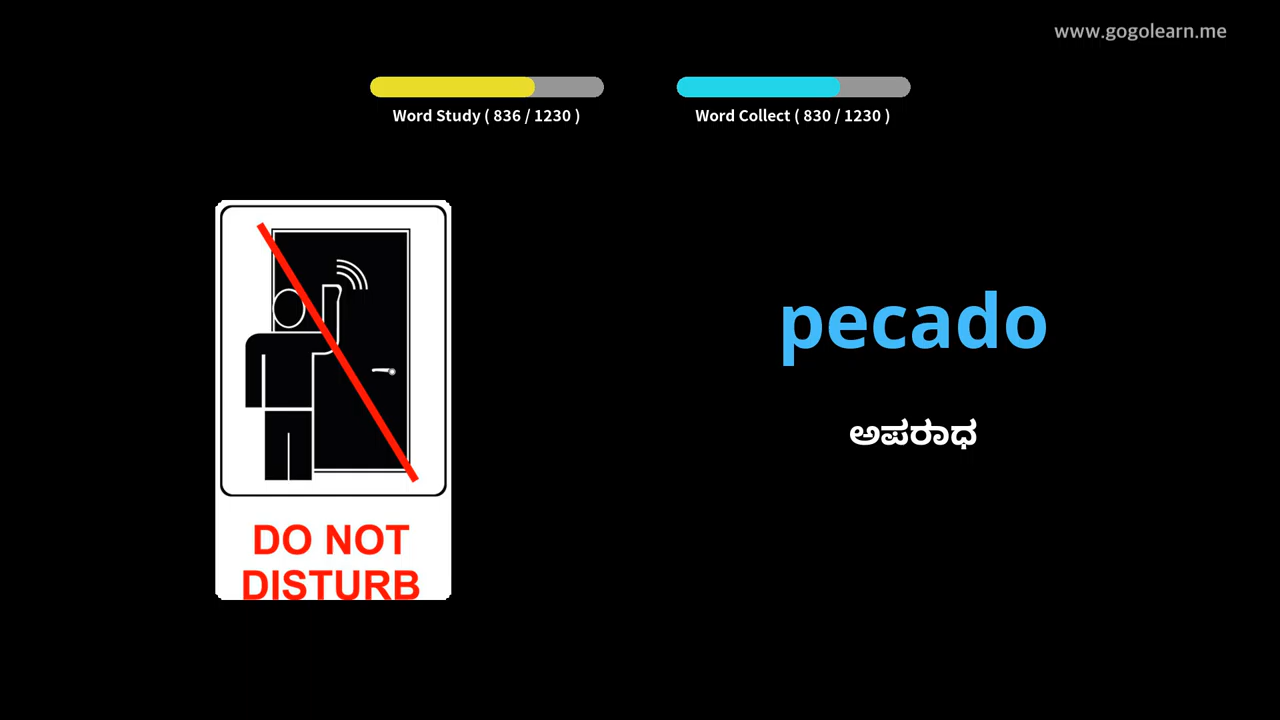 www.gogolearn.me
Word Study ( 836 / 1230 )
Word Collect ( 830 / 1230 )
pecado
ಅಪರಾಧ
DO NOT
DISTURB